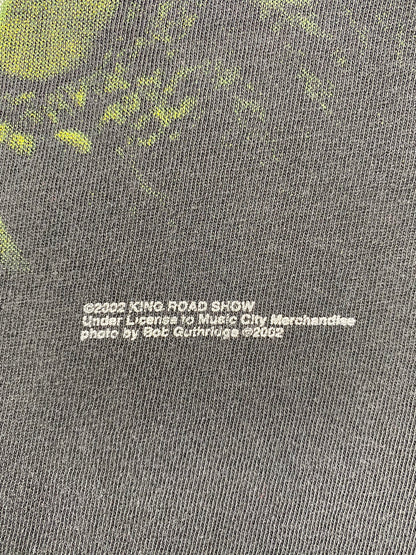 ©2002 KING ROAD SHOW
Under License to Music City Merchandise
photo by Bob Guthridge ©2002